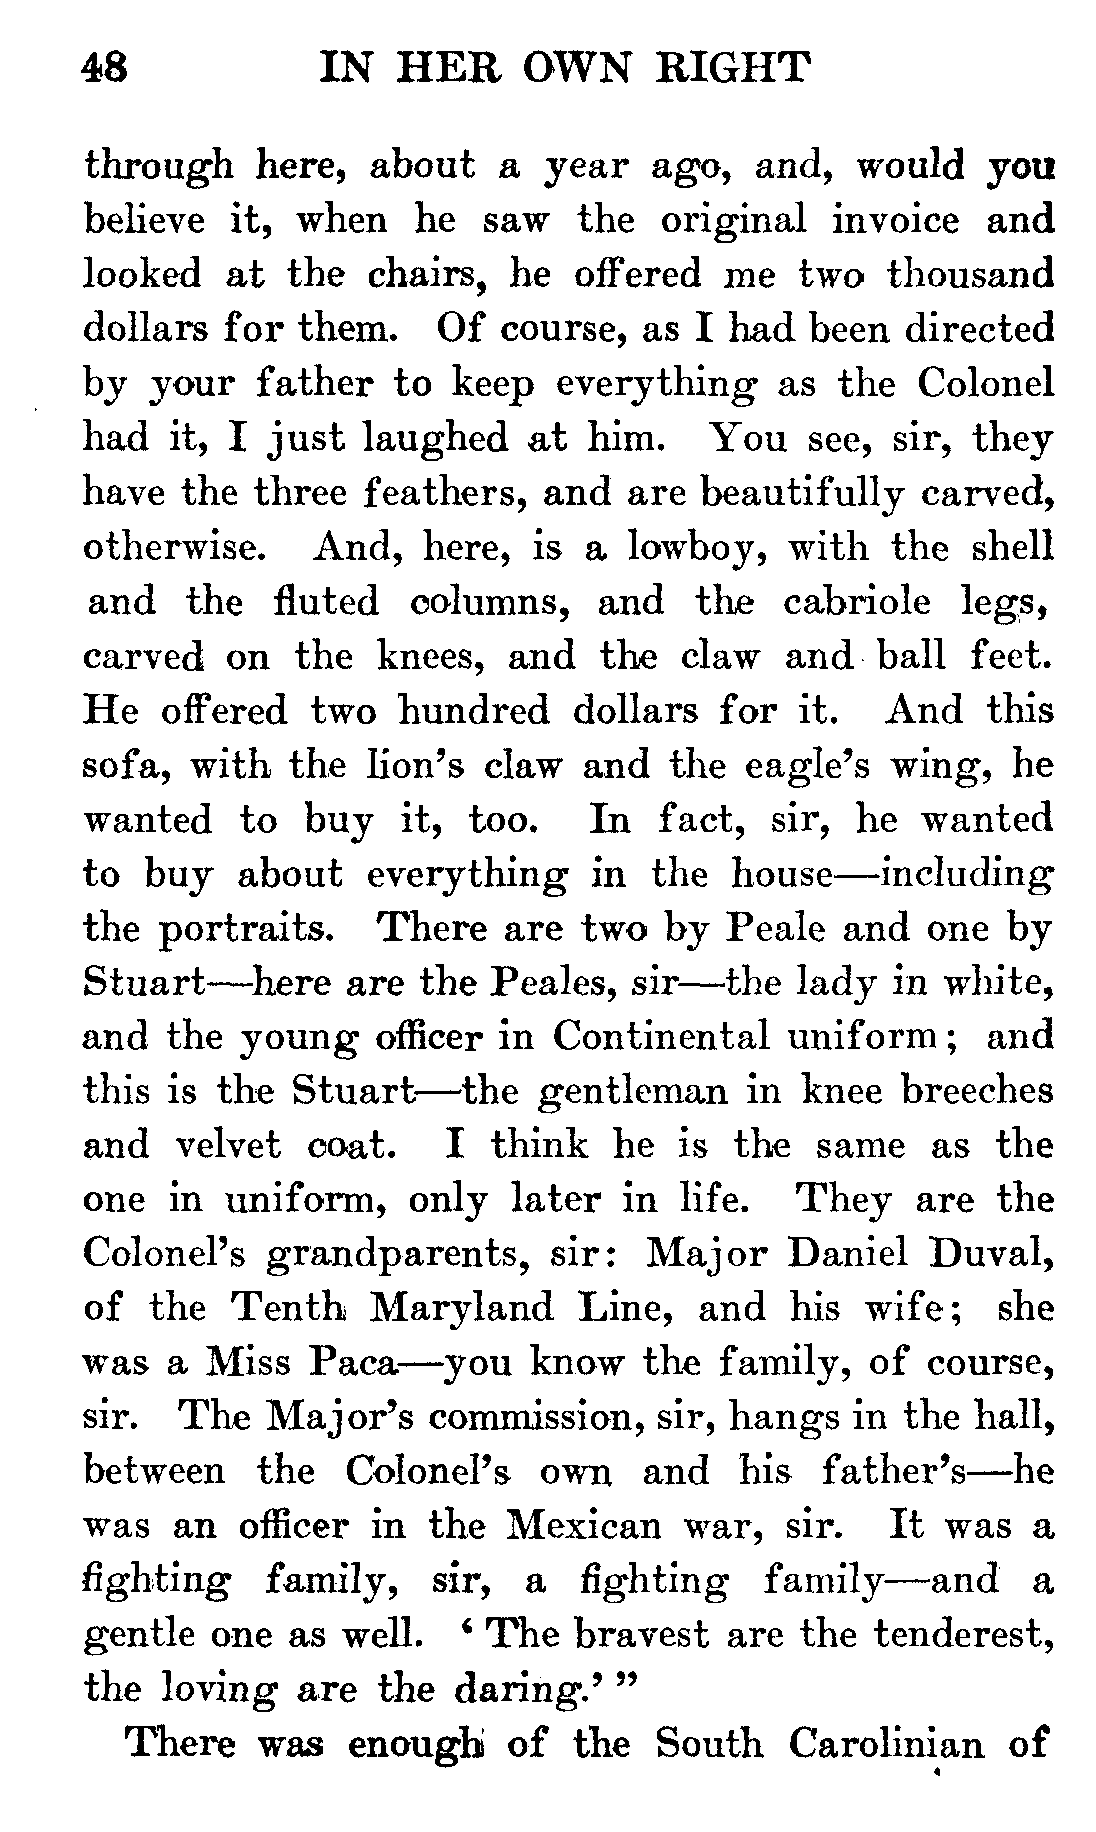 48 IN HER OWN RIGHT
through here, about a year ago, and, would you
believe it, when he saw the original invoice and
looked at the chairs, he offered me two thousand
dollars for them. Of course, as I had been directed
by your father to keep everything as the Colonel
had it, I just laughed at him. You see, sir, they
have the three feathers, and are beautifully carved,
otherwise. And, here, is a lowboy, with the shell
and the fluted columns, and the cabriole legs,
carved on the knees, and the claw and ball feet.
He offered two hundred dollars for it. And this
sofa, with the lion's claw and the eagle's wing, he
wanted to buy it, too. In fact, sir, he wanted
to buy about everything in the house—including
the portraits. There are two by Peale and one by
Stuart—here are the Peales, sir—the lady in white,
and the young officer in Continental uniform; and
this is the Stuart—the gentleman in knee breeches
and velvet coat. I think he is the same as the
one in uniform, only later in life. They are the
Colonel's grandparents, sir: Major Daniel Duval,
of the Tenth Maryland Line, and his wife; she
was a Miss Paca—you know the family, of course,
sir. The Major's commission, sir, hangs in the hall,
between the Colonel's own and his father's—he
was an officer in the Mexican war, sir. It was a
fighting family, sir, a fighting family—and a
gentle one as well. ‘The bravest are the tenderest,
the loving are the daring.’ ”
There was enough of the South Carolinian of